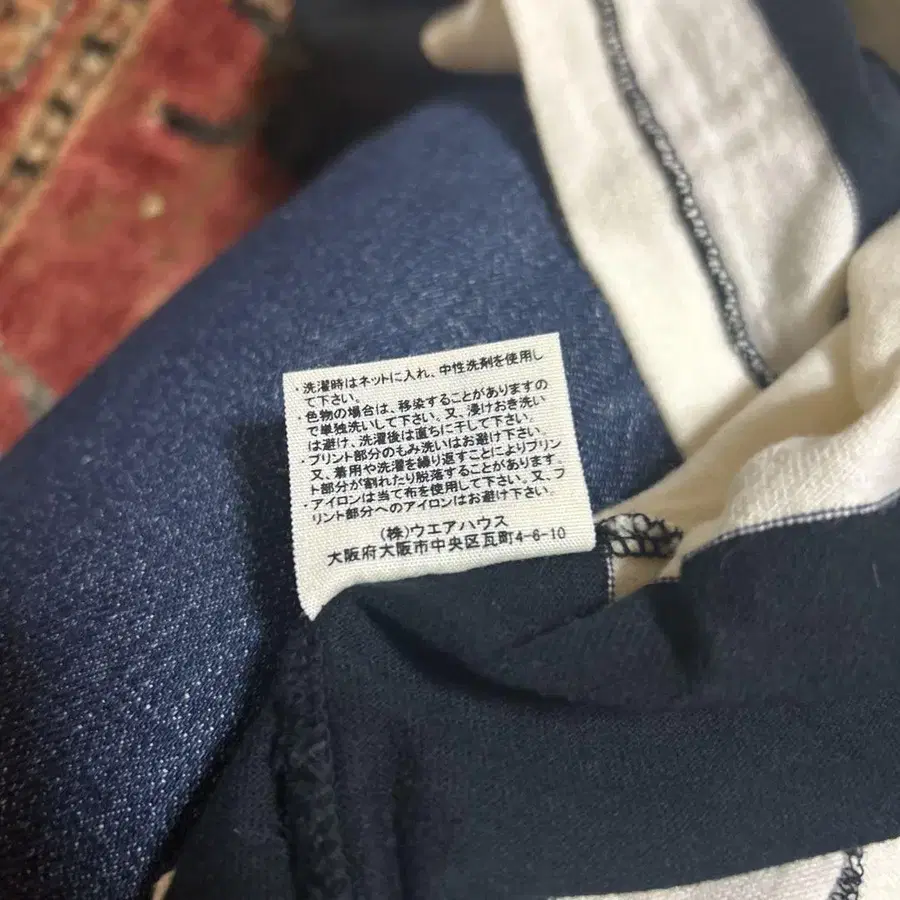 ・洗濯時はネットに入れ、中性洗剤を使用し
て下さい。
・色物の場合は、移染することがありますの
で単独洗いして下さい。又、浸けおき洗い
は避け、洗濯後は直ちに干して下さい。
・プリント部分のもみ洗いはお避け下さい。
又、着用や洗濯を繰り返すことによりプリン
ト部分が割れたり脱落することがあります。
・アイロンは当て布を使用して下さい。又、プ
リント部分へのアイロンはお避け下さい。
(株)ウエアハウス
大阪府大阪市中央区瓦町4-6-10